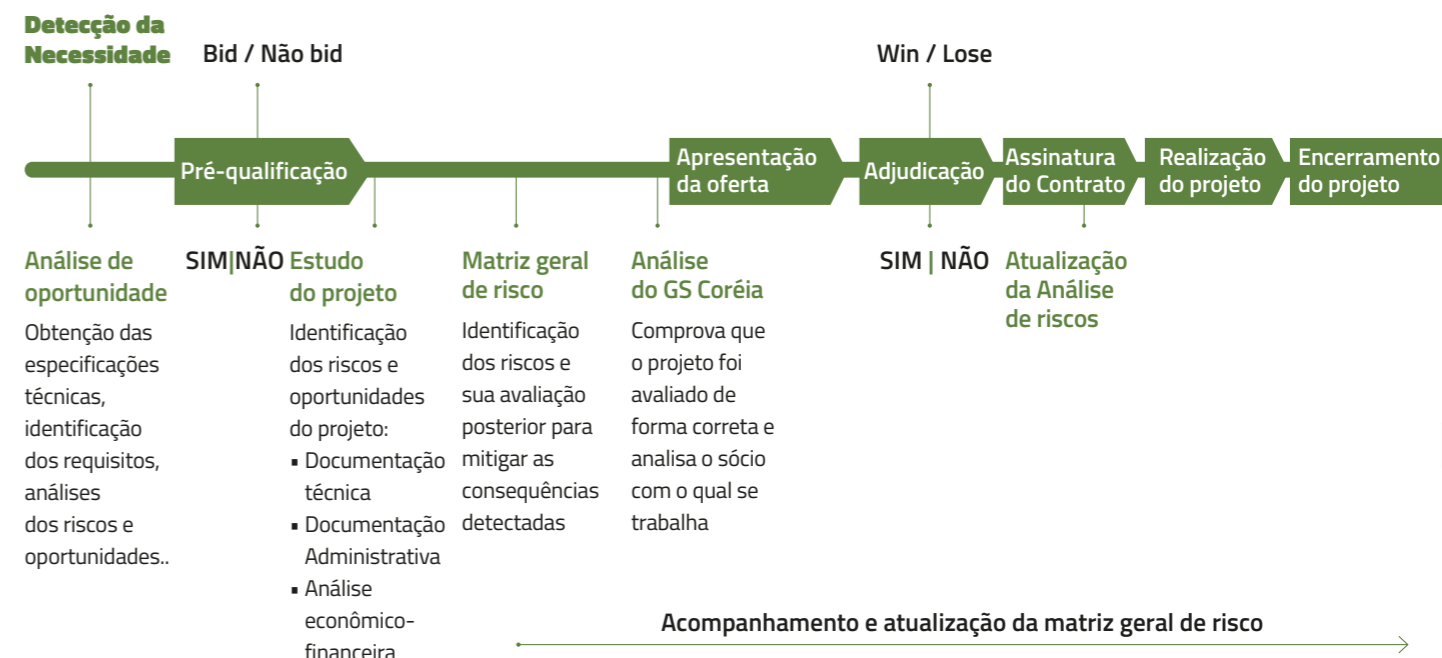 Detecção da
Necessidade
Bid / Não bid
Win / Lose
Pré-qualificação
Apresentação
da oferta
Adjudicação
Assinatura
do Contrato
Realização
do projeto
Encerramento
do projeto
Análise de
oportunidade
Obtenção das
especificações
técnicas,
identificação
dos requisitos,
análises
dos riscos e
oportunidades..
SIM|NÃO
Estudo
do projeto
Identificação
dos riscos e
oportunidades
do projeto:
▪ Documentação
técnica
▪ Documentação
Administrativa
▪ Análise
econômico-
financeira
Matriz geral
de risco
Identificação
dos riscos e
sua avaliação
posterior para
mitigar as
consequências
detectadas
Análise
do GS Coréia
Comprova que
o projeto foi
avaliado de
forma correta e
analisa o sócio
com o qual se
trabalha
SIM | NÃO
Atualização
da Análise
de riscos
Acompanhamento e atualização da matriz geral de risco